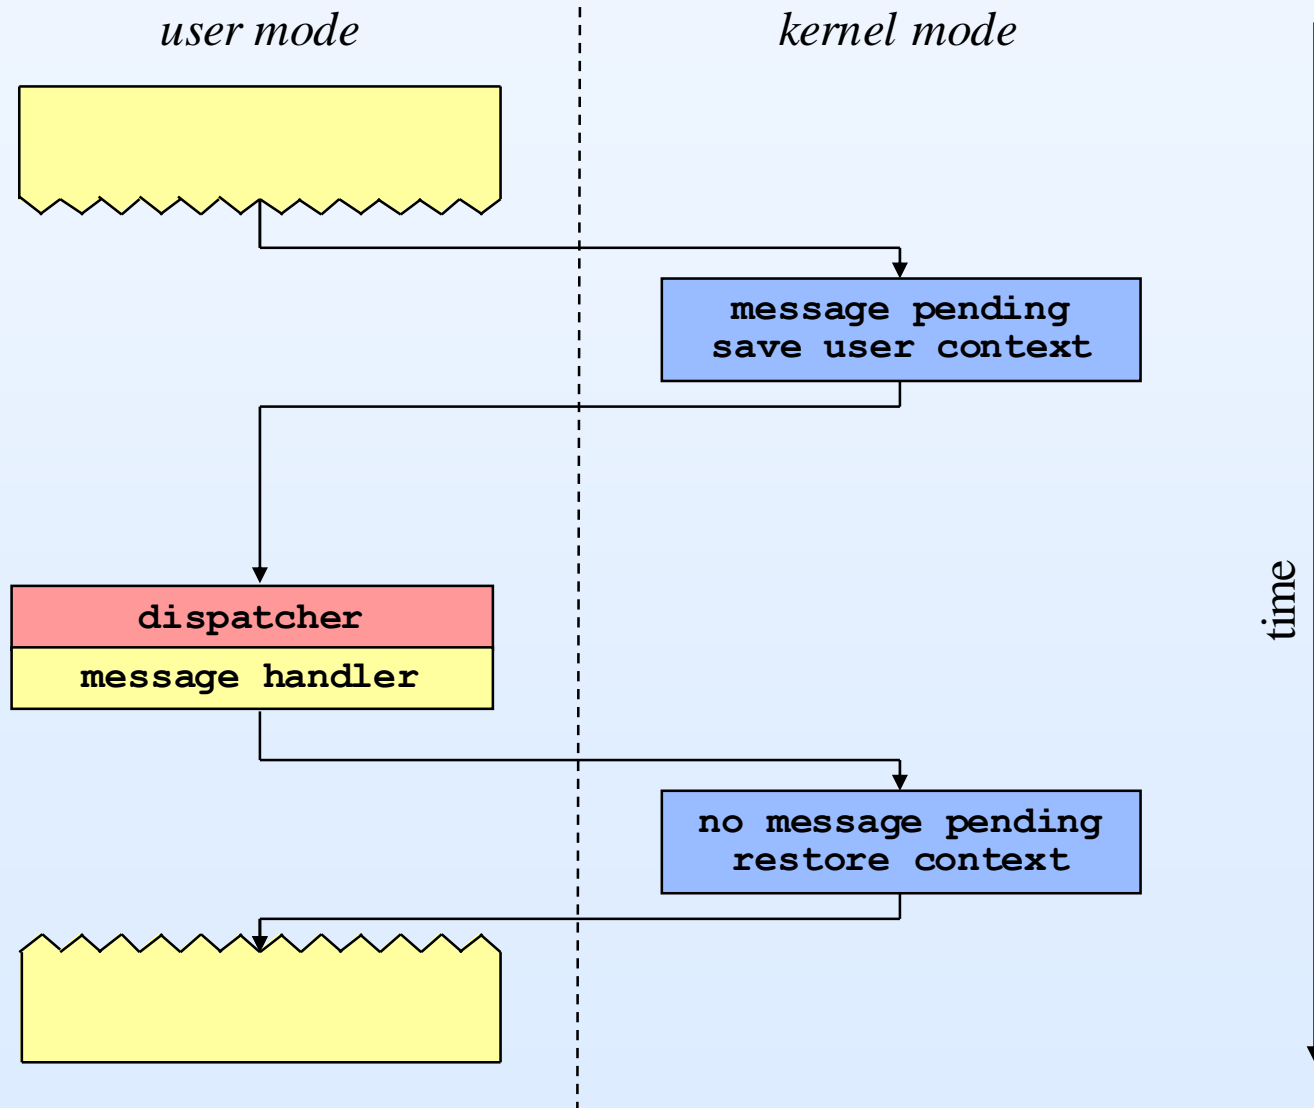 user mode
kernel mode
message pending
save user context
dispatcher
message handler
time
no message pending
restore context